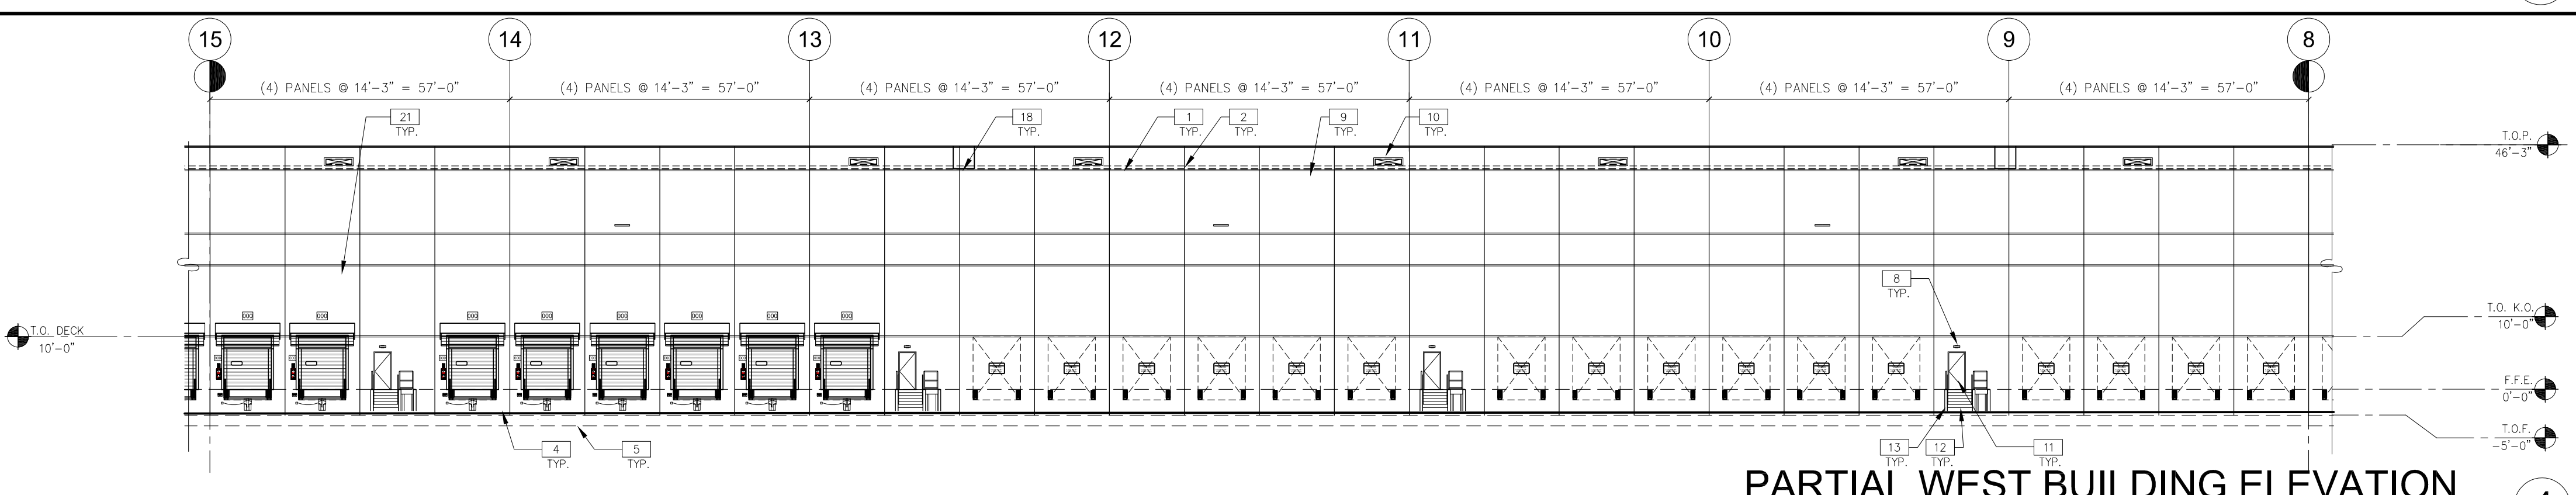 15 14 13 12 11 10 9 8
(4) PANELS @ 14'-3" = 57'-0" (4) PANELS @ 14'-3" = 57'-0" (4) PANELS @ 14'-3" = 57'-0" (4) PANELS @ 14'-3" = 57'-0" (4) PANELS @ 14'-3" = 57'-0" (4) PANELS @ 14'-3" = 57'-0" (4) PANELS @ 14'-3" = 57'-0"
21 18 1 2 9 10
TYP. TYP. TYP. TYP. TYP. TYP.
T.O.P.
46'-3"
8
TYP.
T.O. K.O.
10'-0"
T.O. DECK
10'-0"
F.F.E.
0'-0"
T.O.F.
-5'-0"
4 5 13 12 11
TYP. TYP. TYP. TYP. TYP.
PARTIAL WEST BUILDING ELEVATION